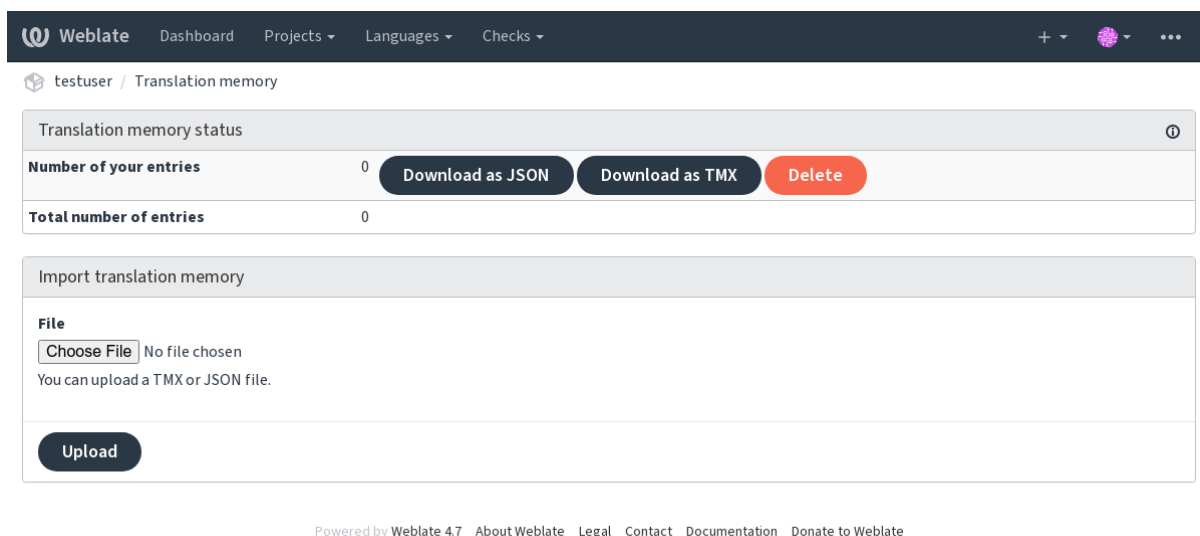 Weblate Dashboard Projects Languages Checks
testuser / Translation memory
Translation memory status
Number of your entries 0 Download as JSON Download as TMX Delete
Total number of entries 0
Import translation memory
File
Choose File No file chosen
You can upload a TMX or JSON file.
Upload
Powered by Weblate 4.7 About Weblate Legal Contact Documentation Donate to Weblate